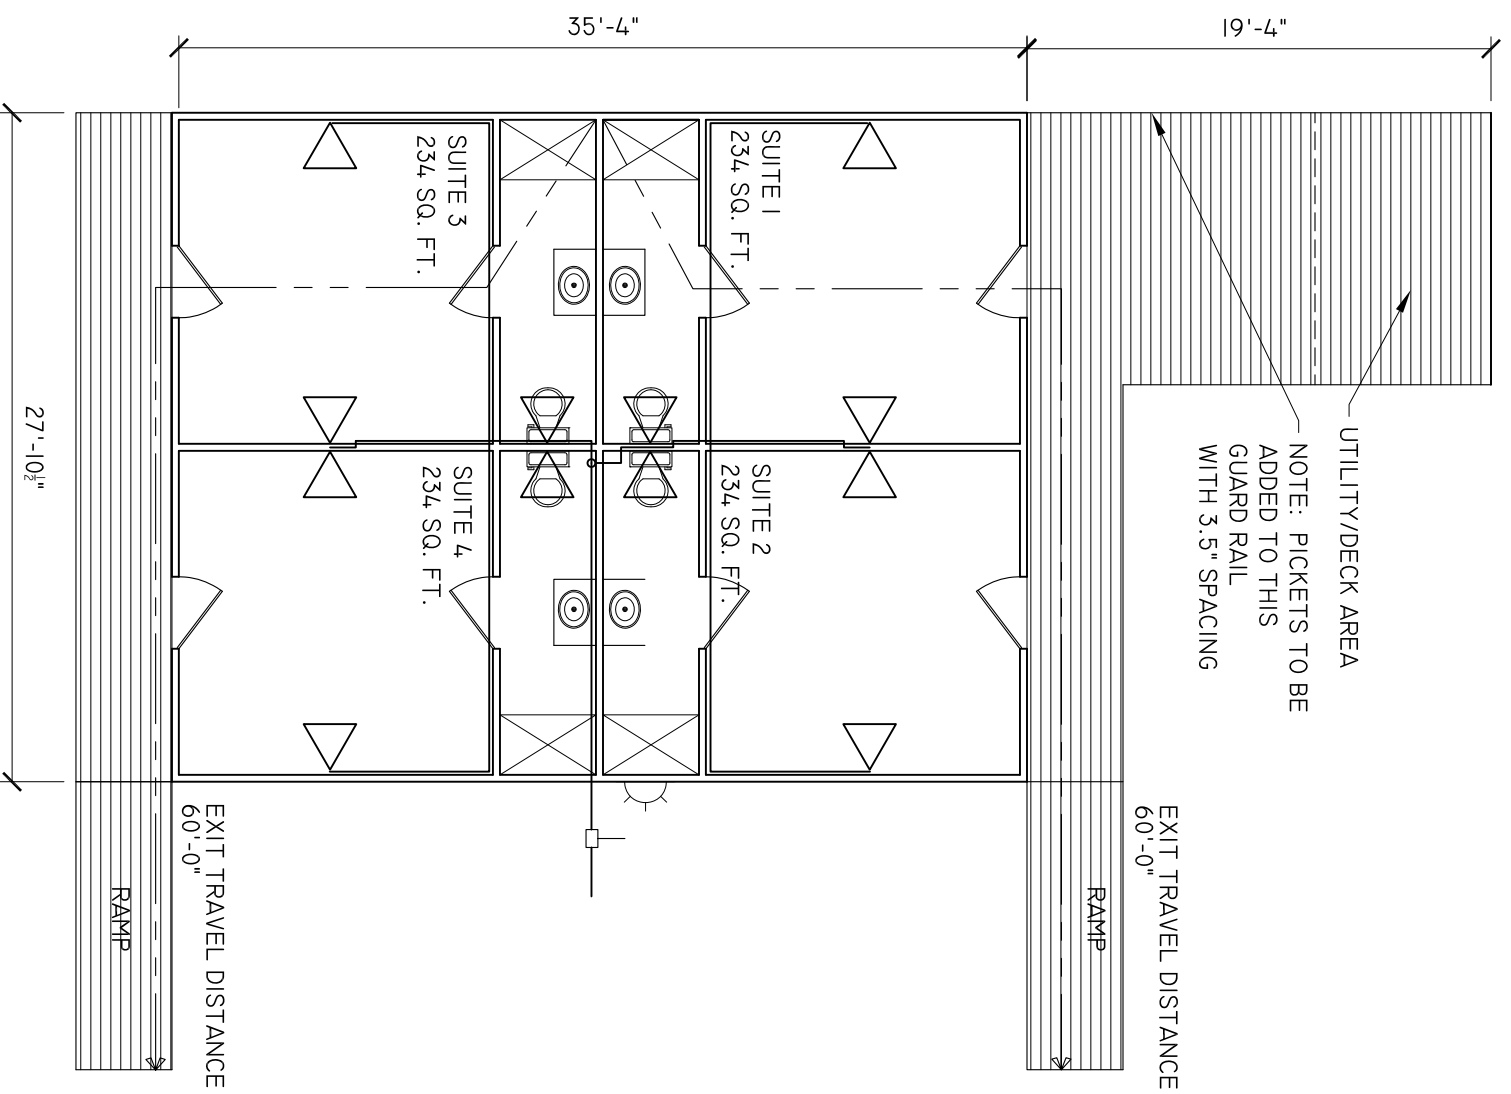 35'-4"
19'-4"
SUITE 3
234 SQ. FT.
SUITE 1
234 SQ. FT.
SUITE 4
234 SQ. FT.
SUITE 2
234 SQ. FT.
UTILITY/DECK AREA
NOTE: PICKETS TO BE
ADDED TO THIS
GUARD RAIL
WITH 3.5" SPACING
27'-10½"
EXIT TRAVEL DISTANCE
60'-0"
RAMP
EXIT TRAVEL DISTANCE
60'-0"
RAMP